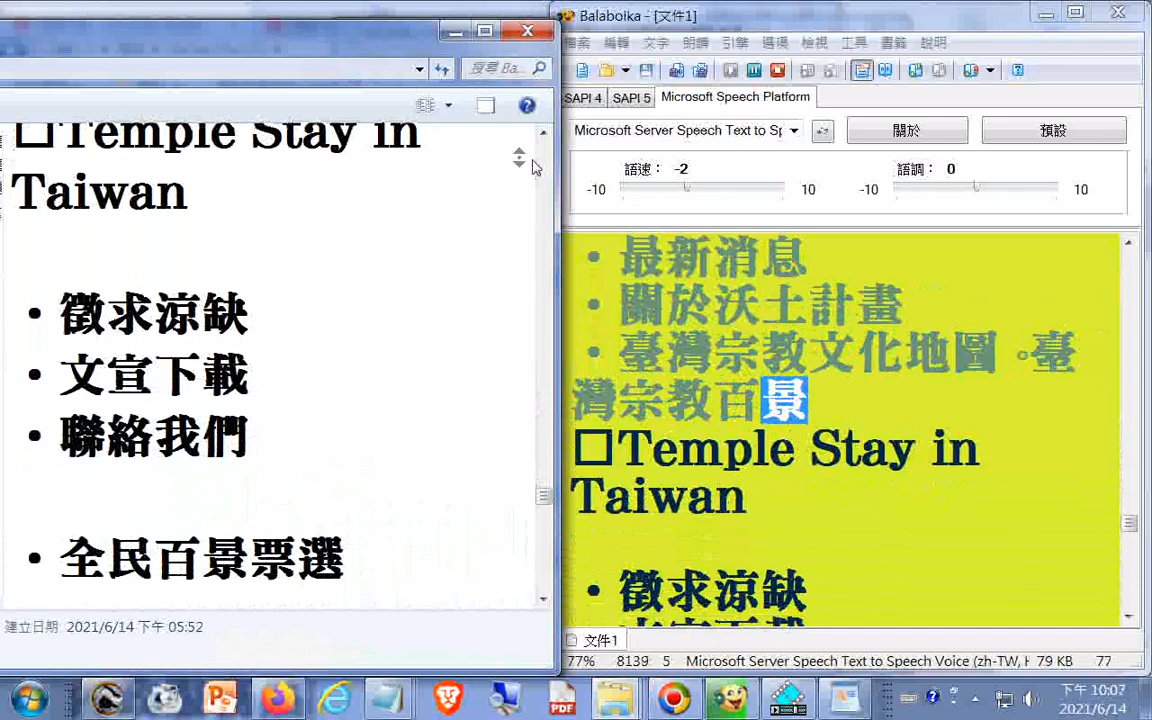 搜尋 Ba...
□Temple Stay in
Taiwan
• 徵求涼缺
• 文宣下載
• 聯絡我們
• 全民百景票選
建立日期 2021/6/14 下午 05:52
Balabolka - [文件1]
檔案 編輯 文字 朗讀 引擎 選項 檢視 工具 書籤 說明
SAPI 4 SAPI 5 Microsoft Speech Platform
Microsoft Server Speech Text to Sp
關於 預設
語速： -2 語調： 0
-10 10 -10 10
• 最新消息
• 關於沃土計畫
• 臺灣宗教文化地圖 ◦臺
灣宗教百景
□Temple Stay in
Taiwan
• 徵求涼缺
文件1
77% 8139 5 Microsoft Server Speech Text to Speech Voice (zh-TW, H 79 KB 77
下午 10:07
2021/6/14